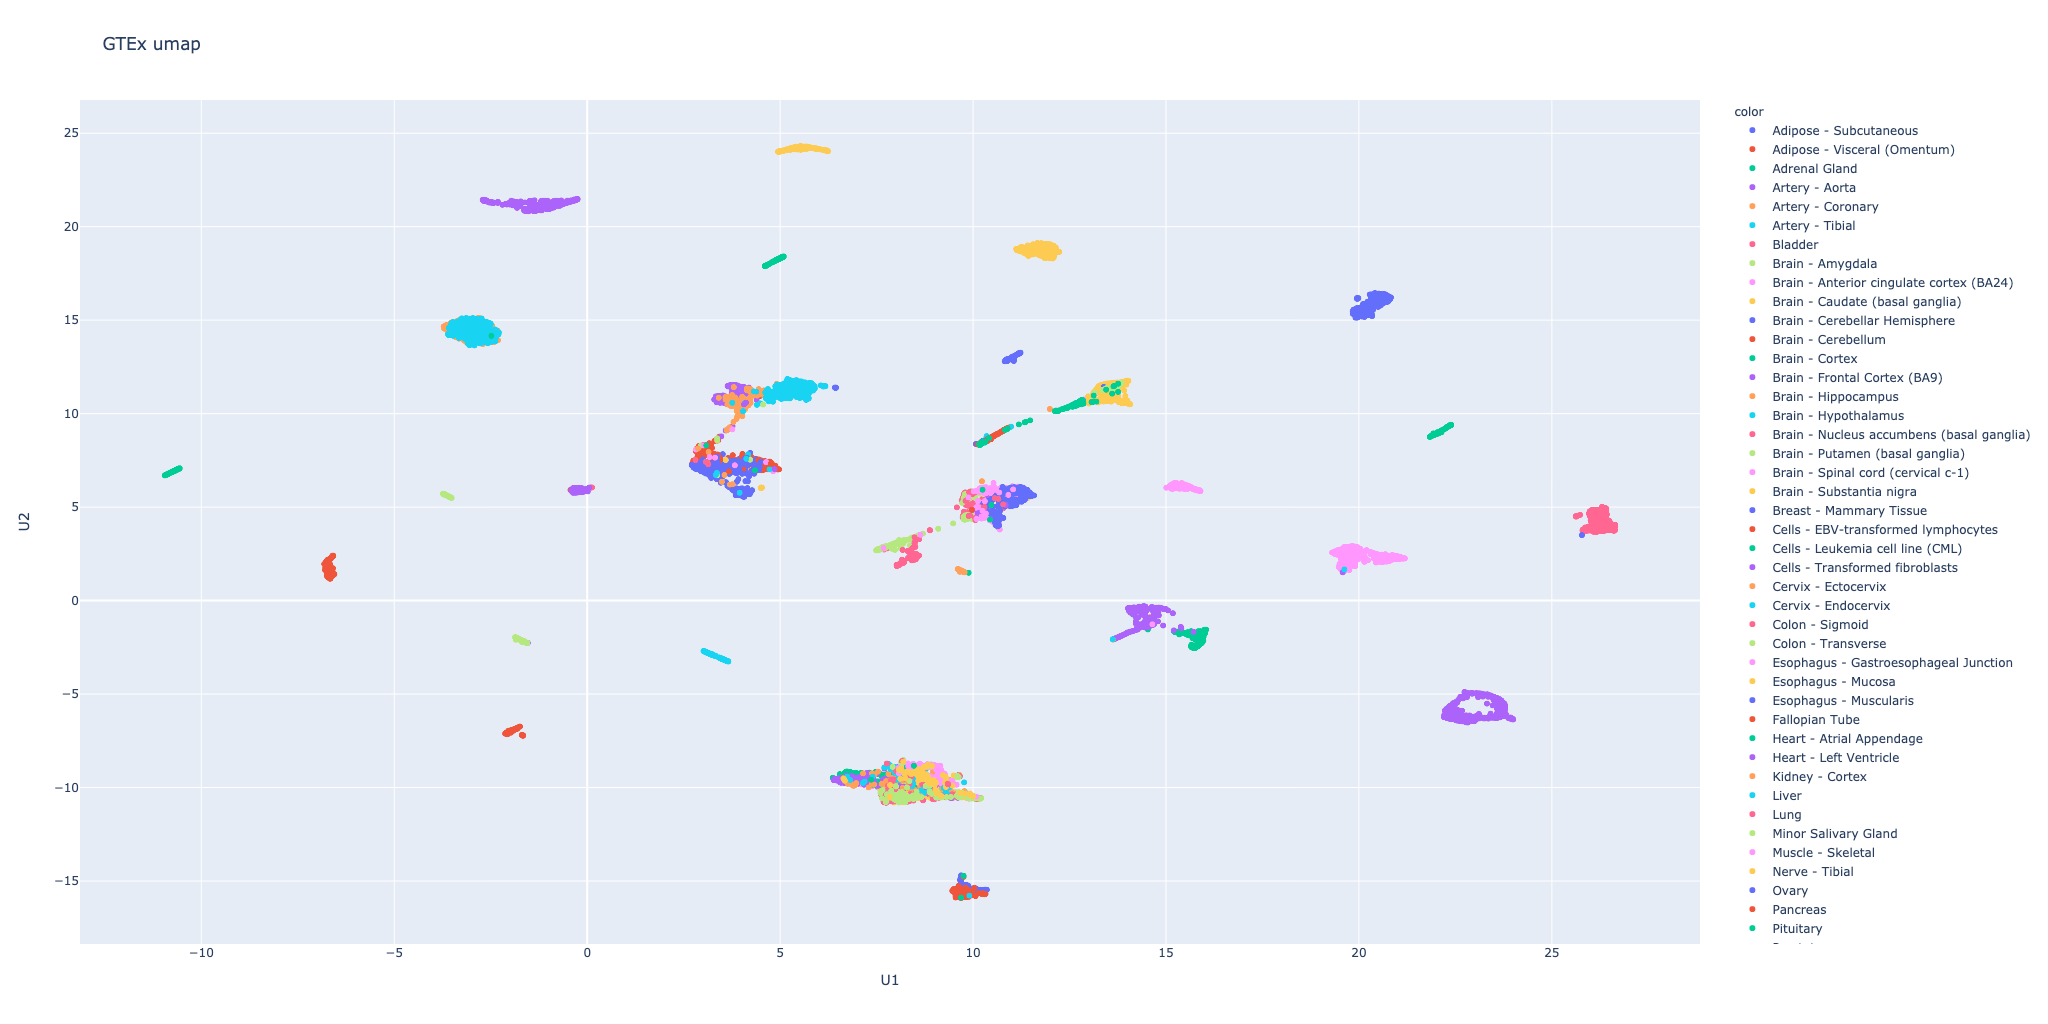 GTEx umap
color
Adipose - Subcutaneous
Adipose - Visceral (Omentum)
Adrenal Gland
Artery - Aorta
Artery - Coronary
Artery - Tibial
Bladder
Brain - Amygdala
Brain - Anterior cingulate cortex (BA24)
Brain - Caudate (basal ganglia)
Brain - Cerebellar Hemisphere
Brain - Cerebellum
Brain - Cortex
Brain - Frontal Cortex (BA9)
Brain - Hippocampus
Brain - Hypothalamus
Brain - Nucleus accumbens (basal ganglia)
Brain - Putamen (basal ganglia)
Brain - Spinal cord (cervical c-1)
Brain - Substantia nigra
Breast - Mammary Tissue
Cells - EBV-transformed lymphocytes
Cells - Leukemia cell line (CML)
Cells - Transformed fibroblasts
Cervix - Ectocervix
Cervix - Endocervix
Colon - Sigmoid
Colon - Transverse
Esophagus - Gastroesophageal Junction
Esophagus - Mucosa
Esophagus - Muscularis
Fallopian Tube
Heart - Atrial Appendage
Heart - Left Ventricle
Kidney - Cortex
Liver
Lung
Minor Salivary Gland
Muscle - Skeletal
Nerve - Tibial
Ovary
Pancreas
Pituitary
25
20
15
10
5
0
−5
−10
−15
U2
−10
−5
0
5
10
15
20
25
U1